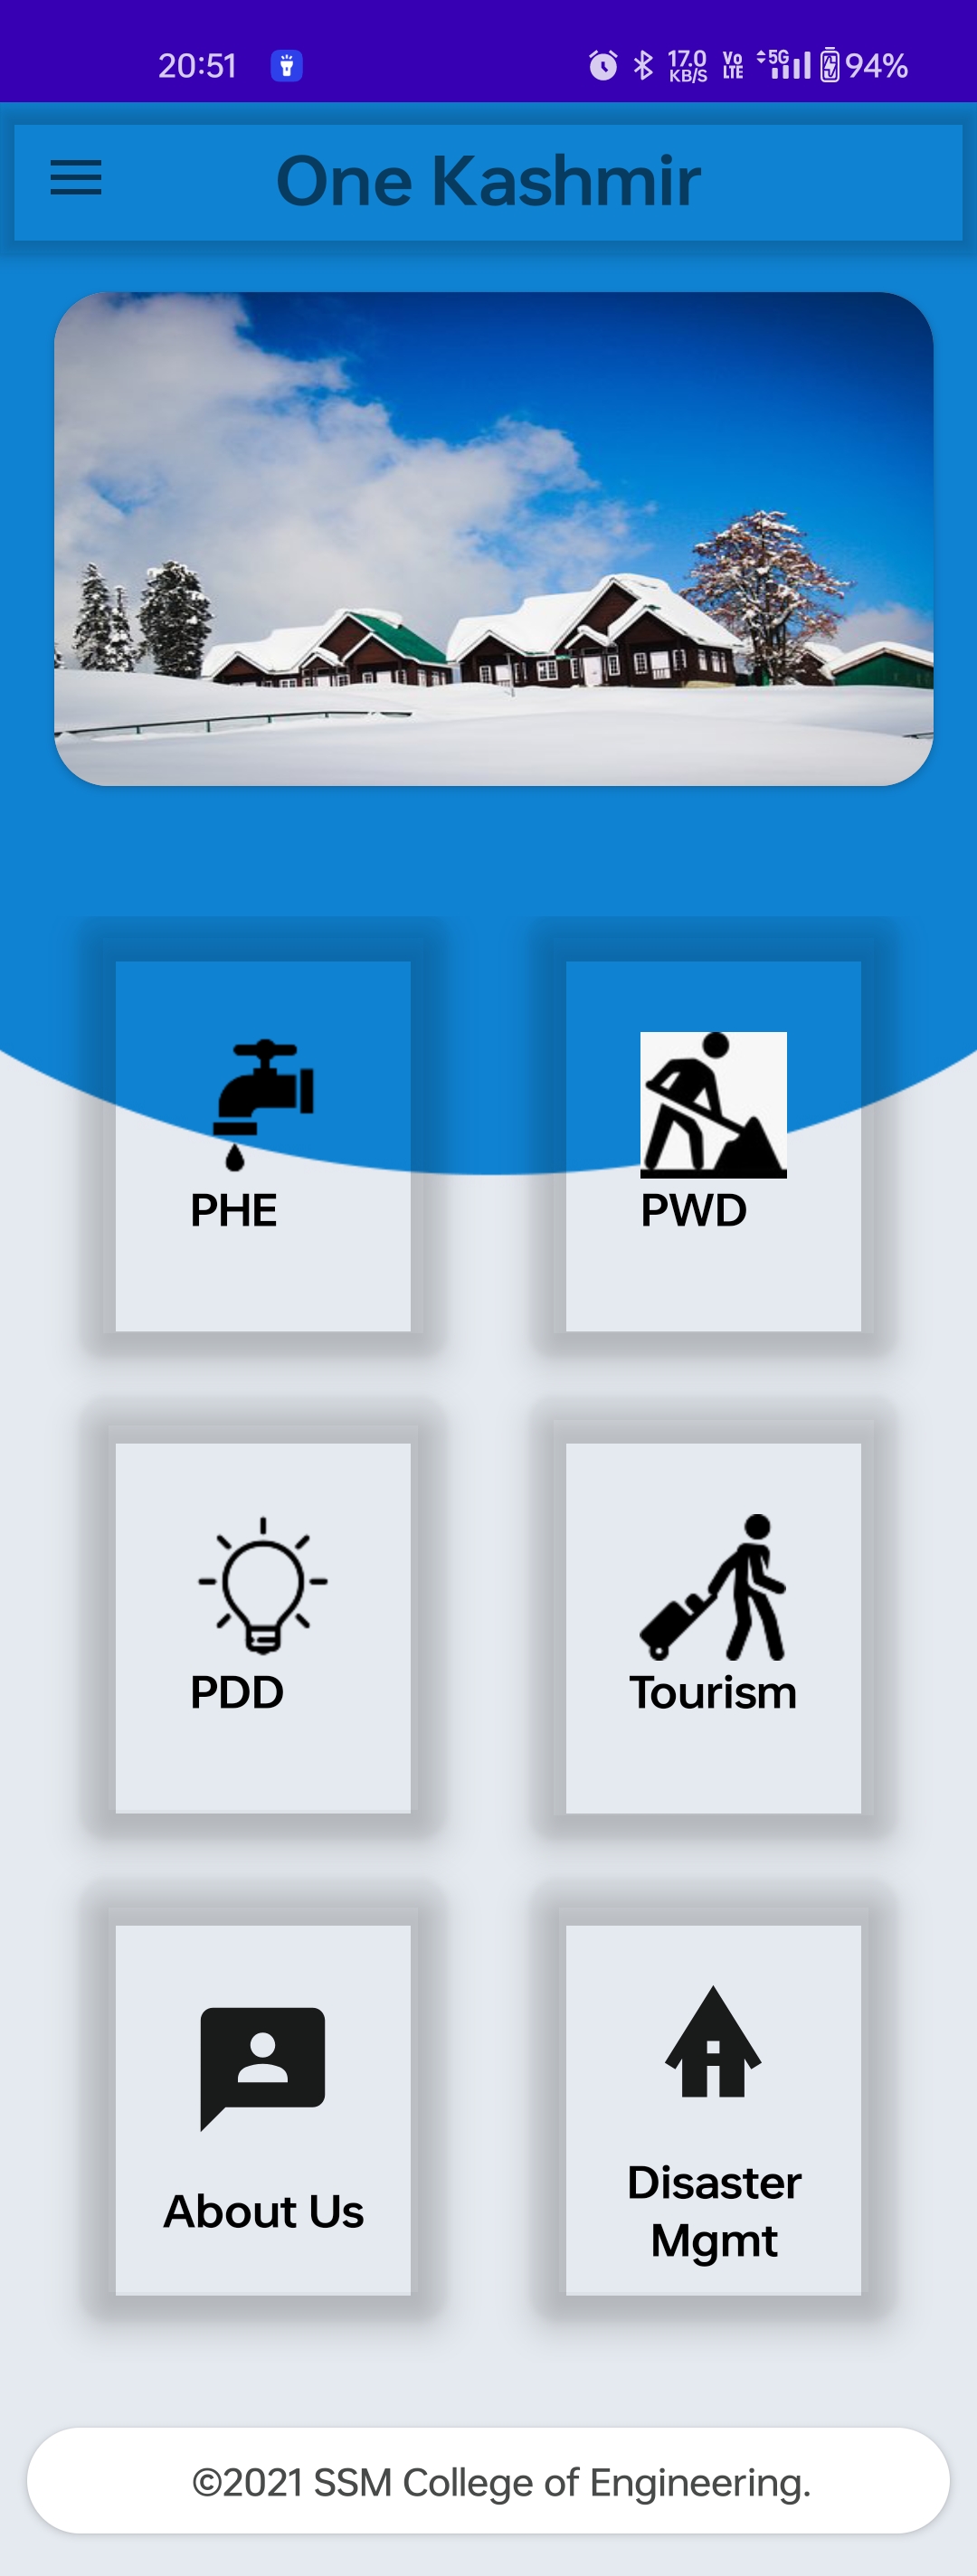 20:51 17.0 KB/S Vo LTE 5G 94%
One Kashmir
PHE PWD
PDD Tourism
About Us Disaster
Mgmt
©2021 SSM College of Engineering.